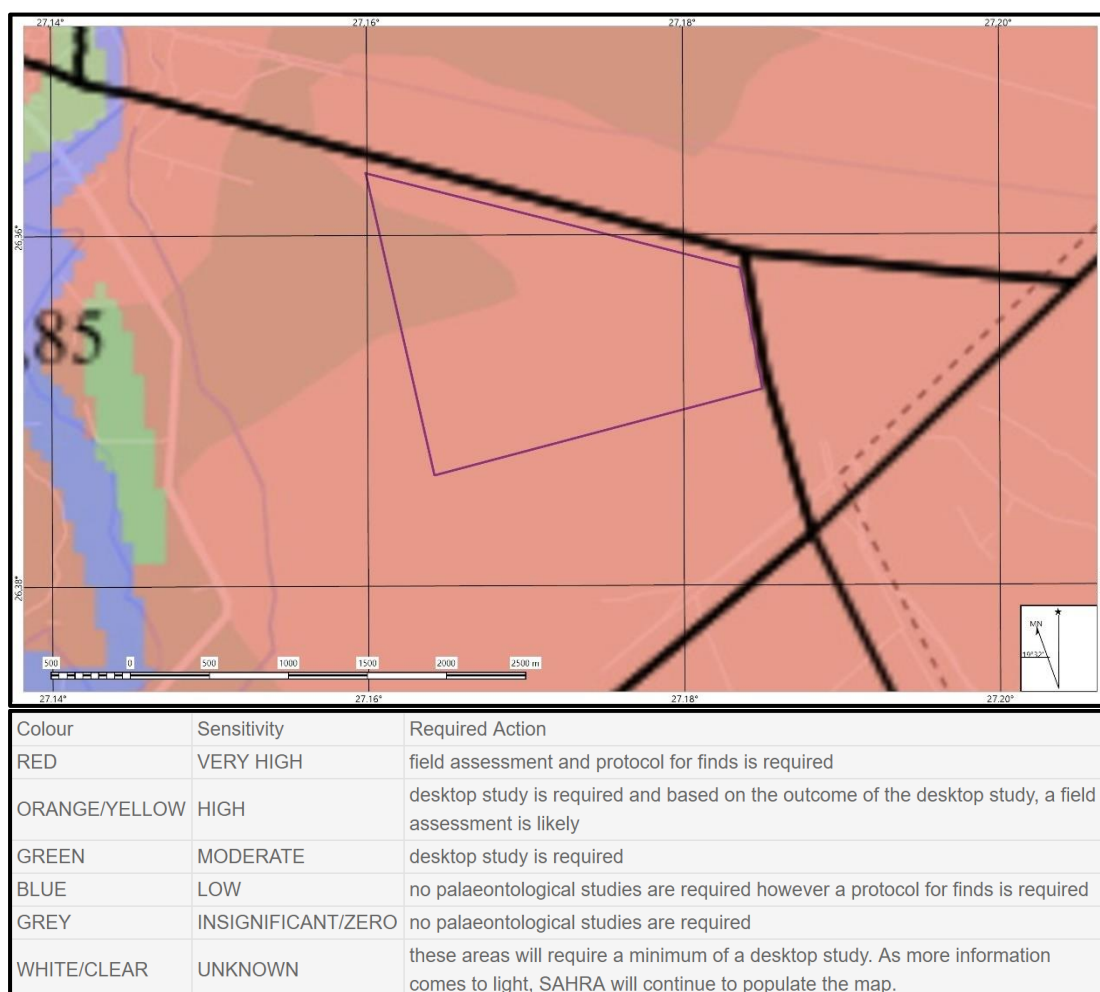 27.14° 27.16° 27.18° 27.20°
26.36°
85
26.38°
MN
19°32'
500 0 500 1000 1500 2000 2500 m
27.14° 27.16° 27.18° 27.20°
Colour Sensitivity Required Action
RED VERY HIGH field assessment and protocol for finds is required
ORANGE/YELLOW HIGH desktop study is required and based on the outcome of the desktop study, a field
assessment is likely
GREEN MODERATE desktop study is required
BLUE LOW no palaeontological studies are required however a protocol for finds is required
GREY INSIGNIFICANT/ZERO no palaeontological studies are required
WHITE/CLEAR UNKNOWN these areas will require a minimum of a desktop study. As more information
comes to light, SAHRA will continue to populate the map.